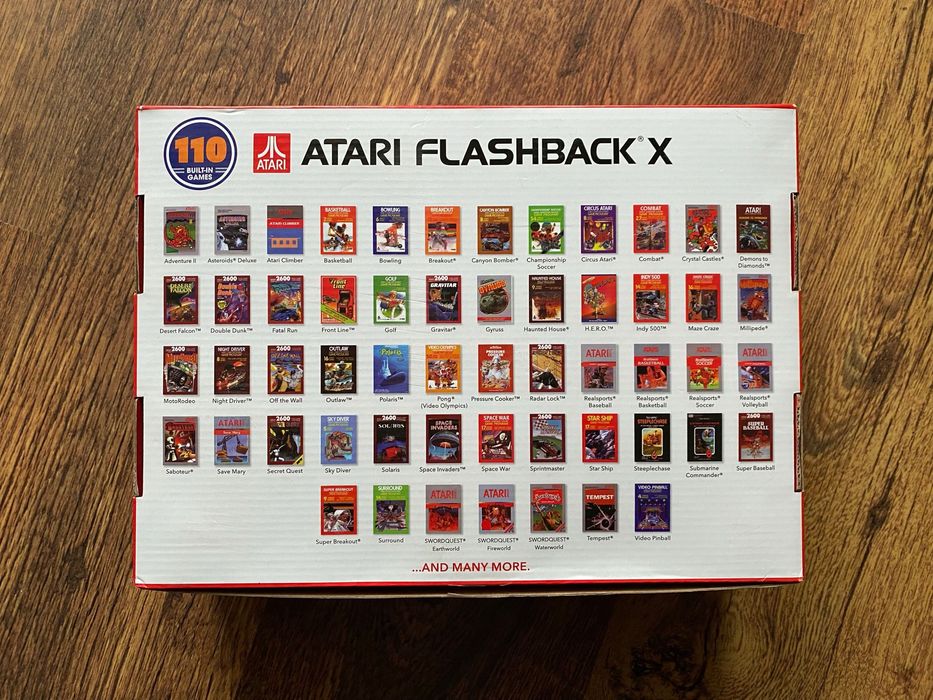 110
BUILT-IN
GAMES
ATARI
ATARI FLASHBACK® X
Adventure II
Asteroids® Deluxe
Atari Climber
Basketball
Bowling
Breakout®
Canyon Bomber®
Championship
Soccer
Circus Atari®
Combat®
Crystal Castles®
Demons to
Diamonds™
Desert Falcon™
Double Dunk™
Fatal Run
Front Line™
Golf
Gravitar®
Gyruss
Haunted House®
H.E.R.O.™
Indy 500™
Maze Craze
Millipede®
MotoRodeo
Night Driver™
Off the Wall
Outlaw™
Polaris™
Pong®
(Video Olympics)
Pressure Cooker™
Radar Lock™
Realsports®
Baseball
Realsports®
Basketball
Realsports®
Soccer
Realsports®
Volleyball
Saboteur®
Save Mary
Secret Quest
Sky Diver
Solaris
Space Invaders™
Space War
Sprintmaster
Star Ship
Steeplechase
Submarine
Commander®
Super Baseball
Super Breakout®
Surround
SWORDQUEST®
Earthworld
SWORDQUEST®
Fireworld
SWORDQUEST®
Waterworld
Tempest®
Video Pinball
...AND MANY MORE.